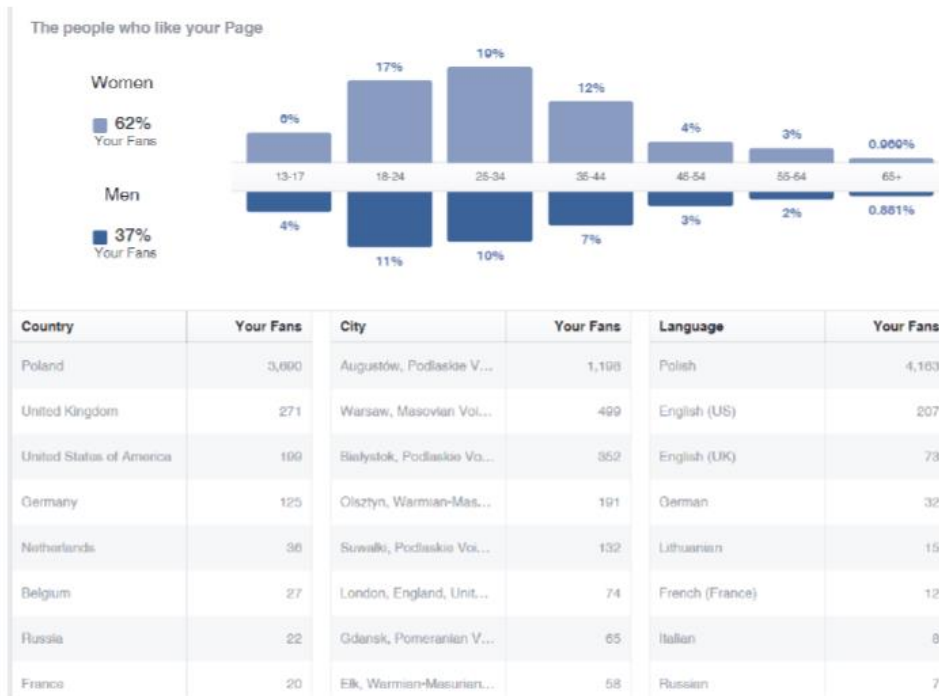 The people who like your Page
Women
62%
Your Fans
Men
37%
Your Fans
6% 17% 19% 12% 4% 3% 0.969%
13-17 18-24 25-34 35-44 45-54 55-64 65+
4% 11% 10% 7% 3% 2% 0.881%
Country Your Fans City Your Fans Language Your Fans
Poland 3,690 Augustów, Podlaskie V... 1,198 Polish 4,163
United Kingdom 271 Warsaw, Masovian Voi... 499 English (US) 207
United States of America 199 Białystok, Podlaskie Vo... 352 English (UK) 73
Germany 125 Olsztyn, Warmian-Mas... 191 German 32
Netherlands 36 Suwałki, Podlaskie Voi... 132 Lithuanian 15
Belgium 27 London, England, Unit... 74 French (France) 12
Russia 22 Gdansk, Pomeranian V... 65 Italian 8
France 20 Ełk, Warmian-Masurian... 58 Russian 7